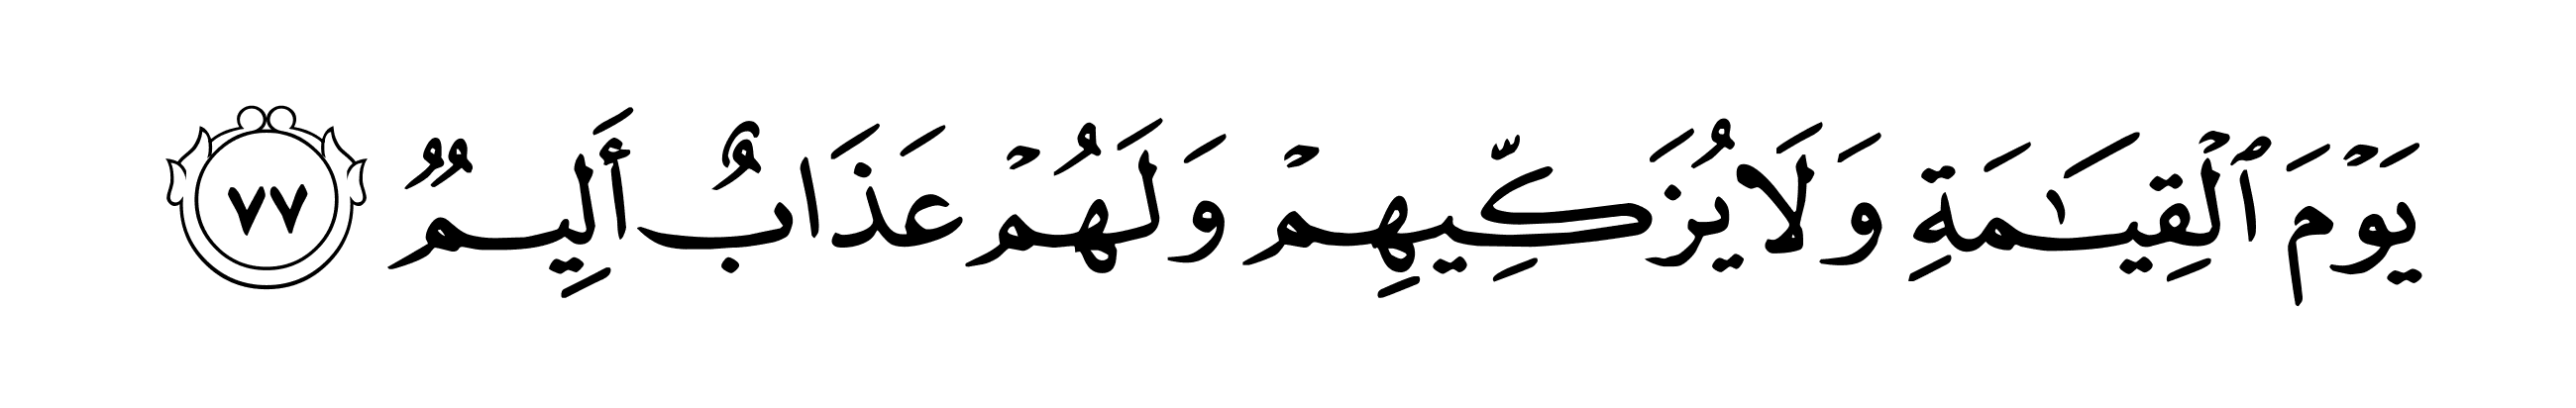 يَوۡمَ ٱلۡقِيَـٰمَةِ وَلَا يُزَكِّيهِمۡ وَلَهُمۡ عَذَابٌ أَلِيمٌ ٧٧